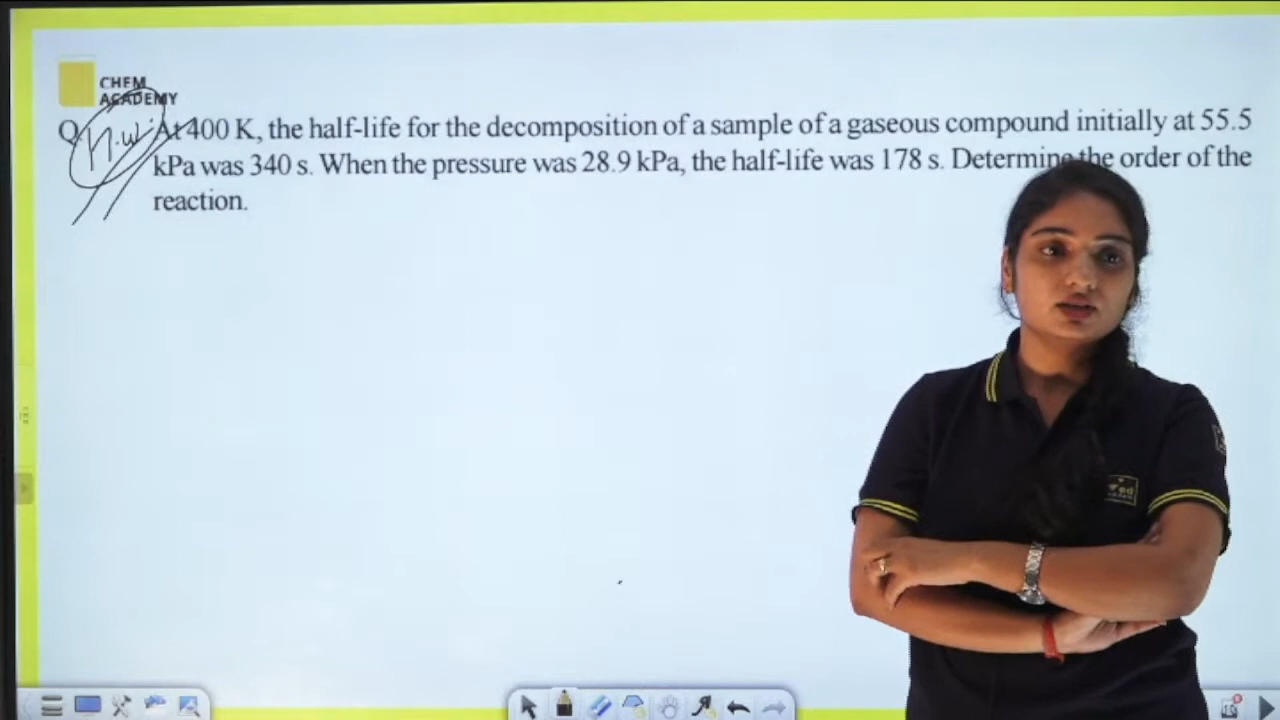 CHEM
ACADEMY
Q. H.W At 400 K, the half-life for the decomposition of a sample of a gaseous compound initially at 55.5
kPa was 340 s. When the pressure was 28.9 kPa, the half-life was 178 s. Determine the order of the
reaction.